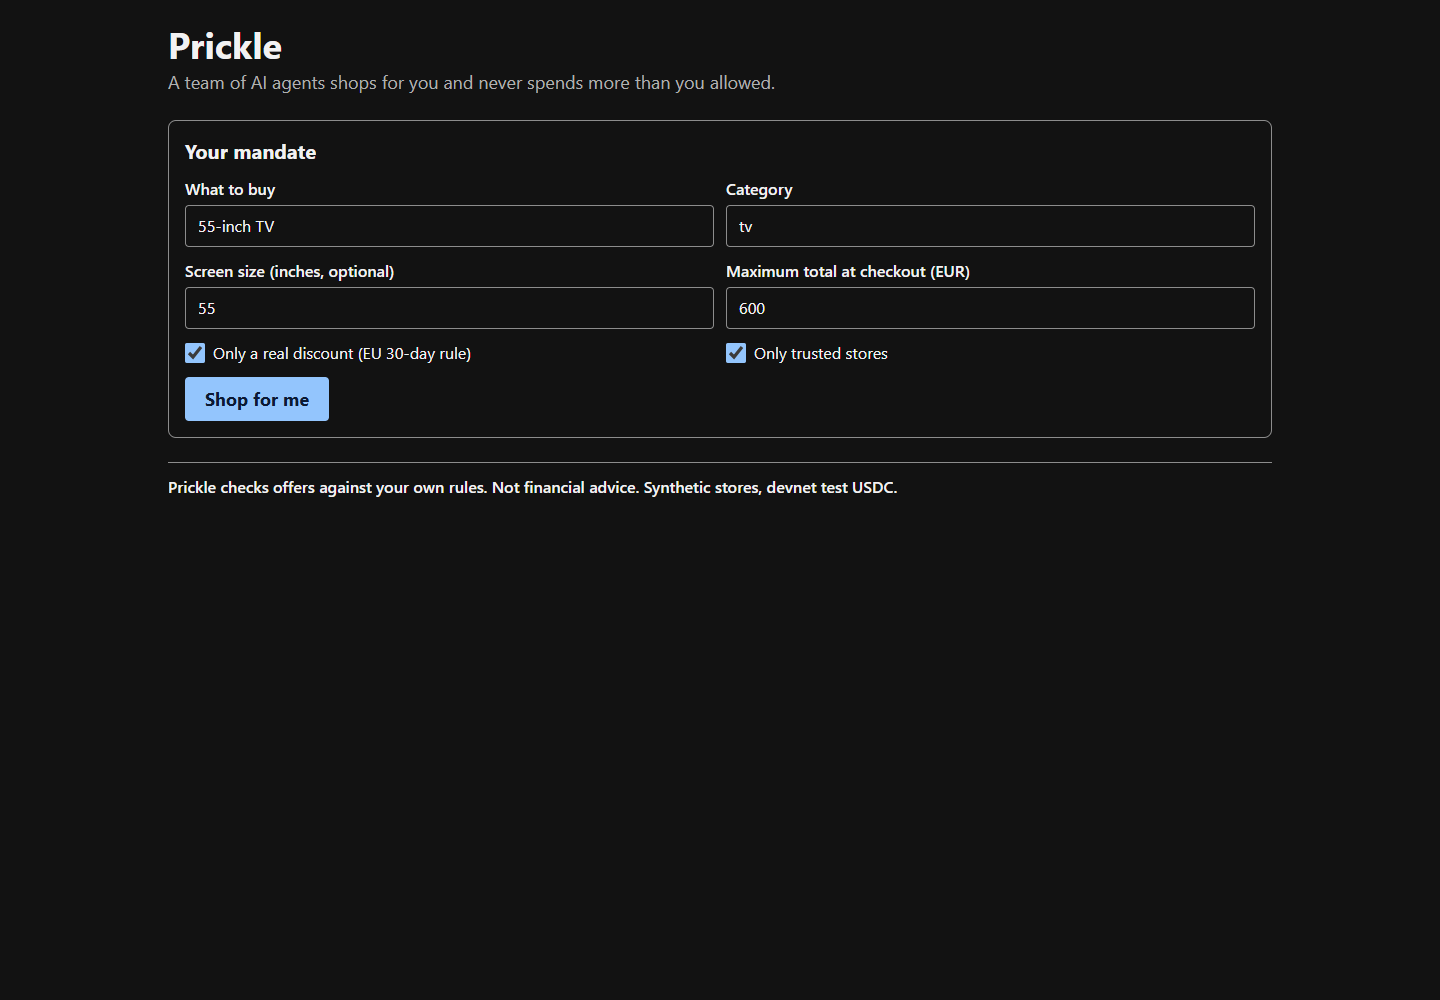 Prickle
A team of AI agents shops for you and never spends more than you allowed.
Your mandate
What to buy
Category
55-inch TV
tv
Screen size (inches, optional)
Maximum total at checkout (EUR)
55
600
Only a real discount (EU 30-day rule)
Only trusted stores
Shop for me
Prickle checks offers against your own rules. Not financial advice. Synthetic stores, devnet test USDC.